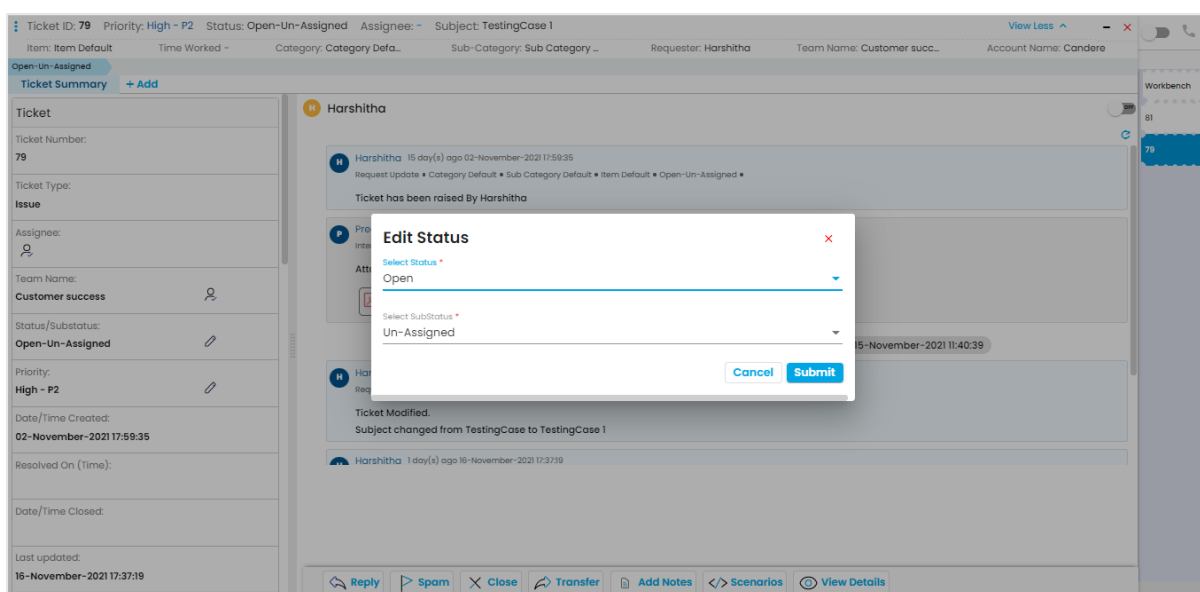 Ticket ID: 79 Priority: High - P2 Status: Open-Un-Assigned Assignee: - Subject: TestingCase 1 View Less
Item: Item Default Time Worked - Category: Category Defa... Sub-Category: Sub Category ... Requester: Harshitha Team Name: Customer succ... Account Name: Candere
Open-Un-Assigned
Ticket Summary + Add
Workbench
81
79
Ticket
Ticket Number:
79
Ticket Type:
Issue
Assignee:
Team Name:
Customer success
Status/Substatus:
Open-Un-Assigned
Priority:
High - P2
Date/Time Created:
02-November-2021 17:59:35
Resolved On (Time):
Date/Time Closed:
Last updated:
16-November-2021 17:37:19
H Harshitha
OFF
H Harshitha 15 day(s) ago 02-November-2021 17:59:35
Request Update • Category Default • Sub Category Default • Item Default • Open-Un-Assigned •
Ticket has been raised By Harshitha
P Pro
Inte
Atta
15-November-2021 11:40:39
Edit Status
Select Status *
Open
Select SubStatus *
Un-Assigned
Cancel Submit
H Har
Req
Ticket Modified.
Subject changed from TestingCase to TestingCase 1
H Harshitha 1 day(s) ago 16-November-2021 17:37:19
Reply Spam Close Transfer Add Notes Scenarios View Details